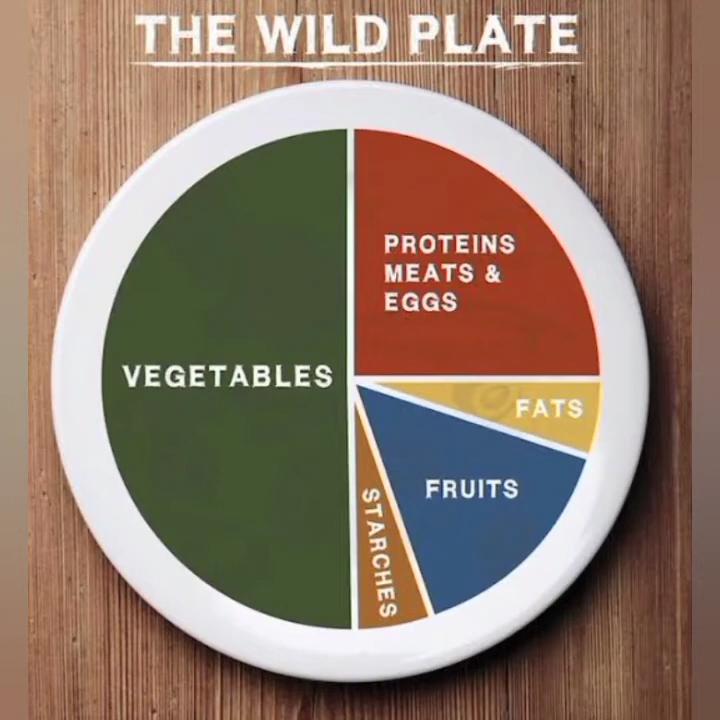 THE WILD PLATE
PROTEINS
MEATS &
EGGS
VEGETABLES
FATS
FRUITS
STARCHES